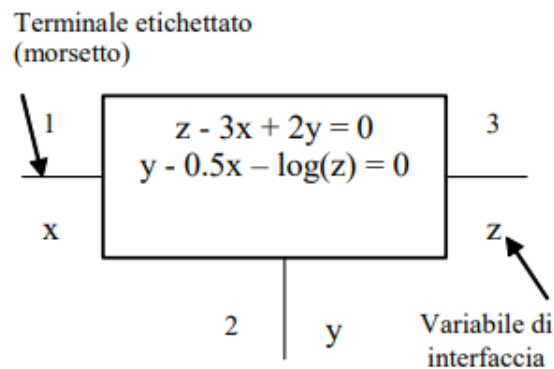 Terminale etichettato
(morsetto)
1
z - 3x + 2y = 0
y - 0.5x – log(z) = 0
3
x
z
2
y
Variabile di
interfaccia